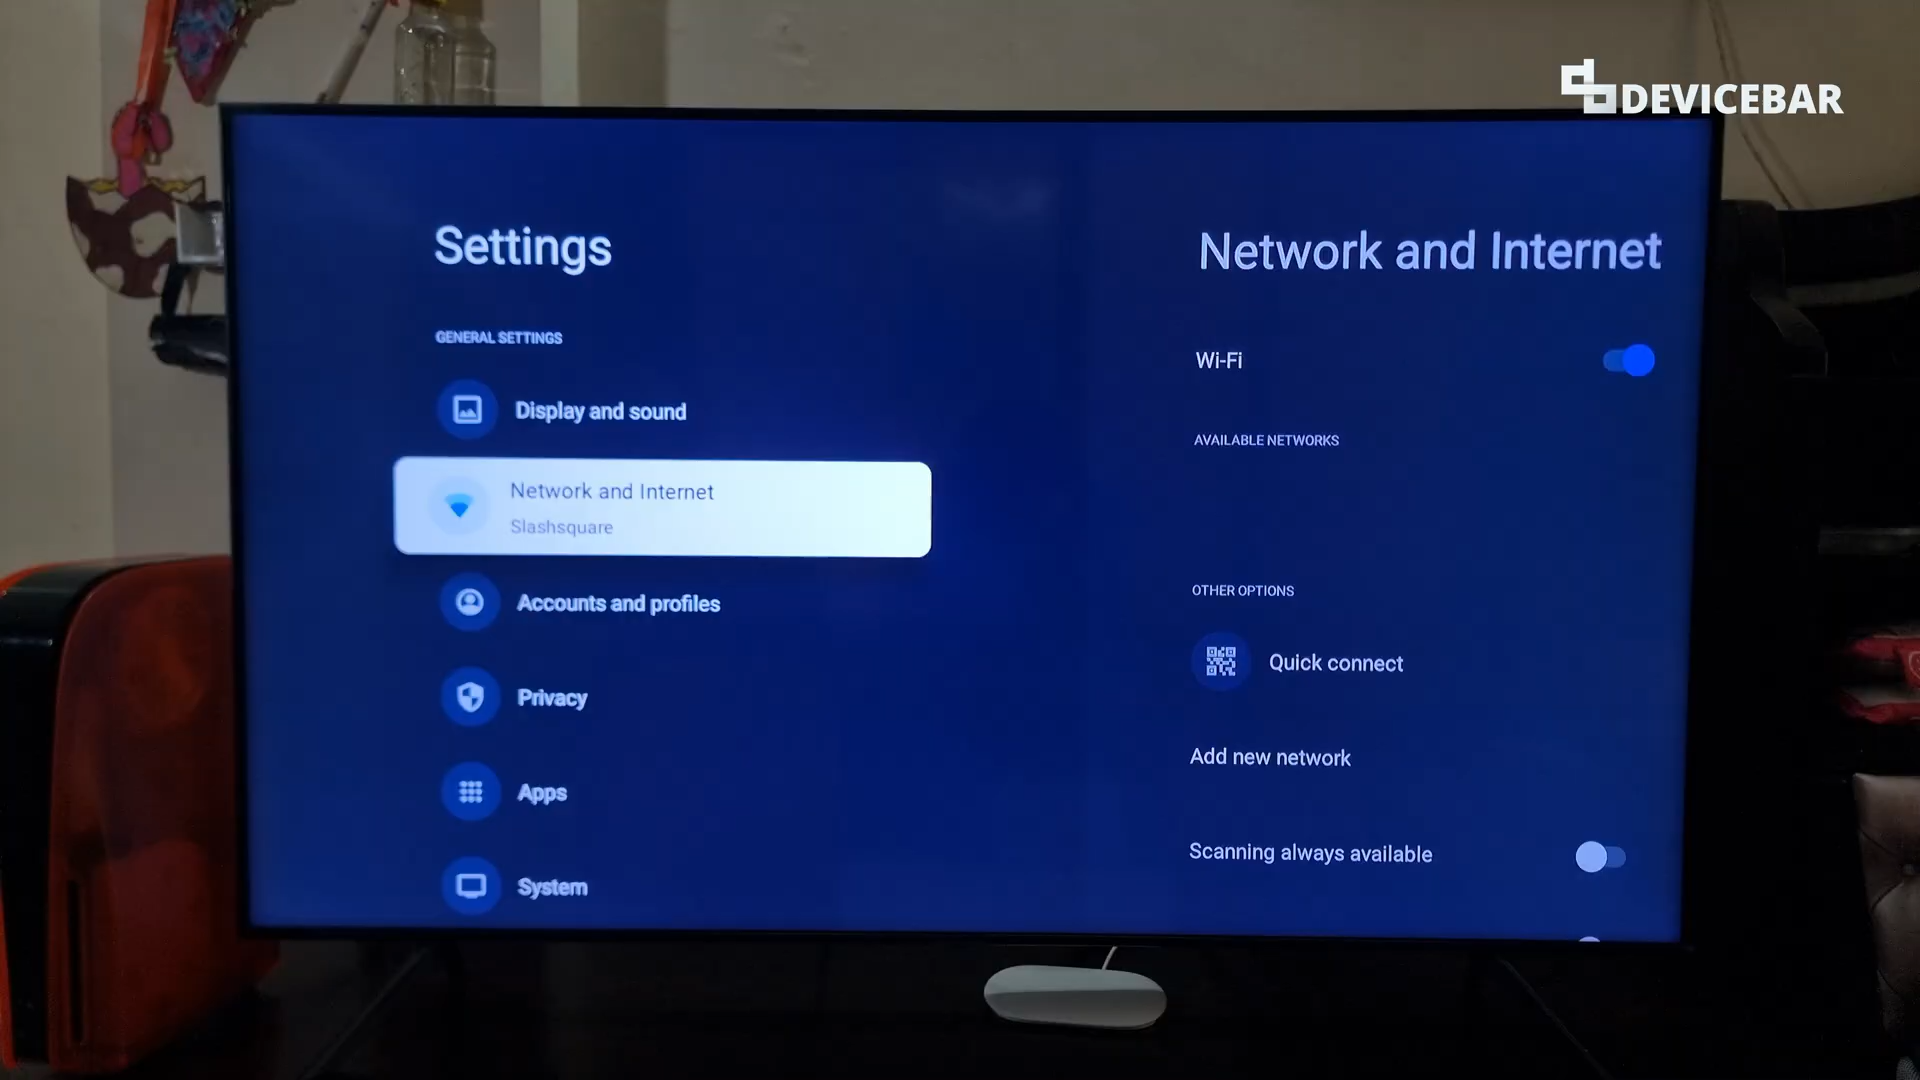 DEVICEBAR
Settings
GENERAL SETTINGS
Display and sound
Network and Internet
Slashsquare
Accounts and profiles
Privacy
Apps
System
Network and Internet
Wi-Fi
AVAILABLE NETWORKS
OTHER OPTIONS
Quick connect
Add new network
Scanning always available